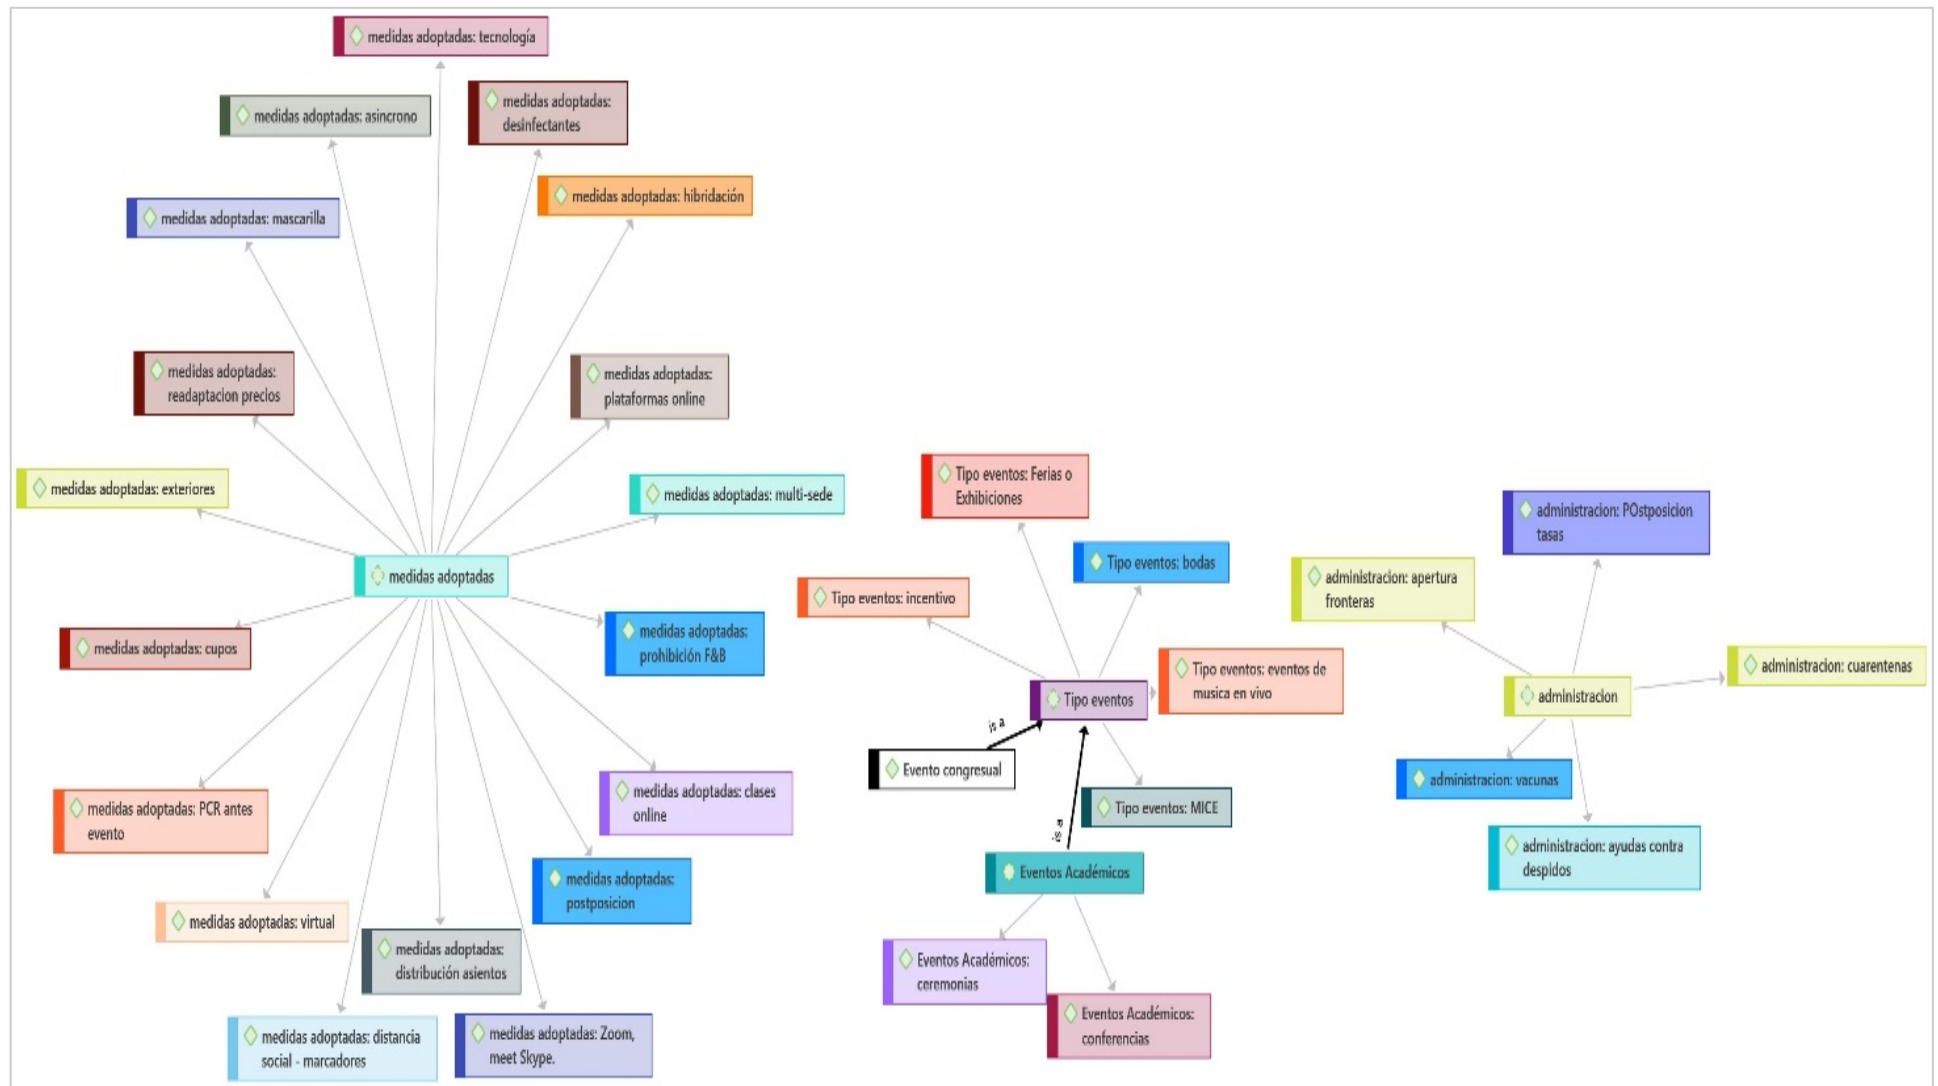 medidas adoptadas: tecnología
medidas adoptadas: asincrono
medidas adoptadas:
desinfectantes
medidas adoptadas: mascarilla
medidas adoptadas: hibridación
medidas adoptadas:
readaptacion precios
medidas adoptadas:
plataformas online
medidas adoptadas: exteriores
medidas adoptadas: multi-sede
medidas adoptadas
medidas adoptadas: cupos
medidas adoptadas:
prohibición F&B
medidas adoptadas: PCR antes
evento
medidas adoptadas: clases
online
medidas adoptadas: virtual
medidas adoptadas:
postposicion
medidas adoptadas:
distribución asientos
medidas adoptadas: distancia
social - marcadores
medidas adoptadas: Zoom,
meet Skype.
Tipo eventos: Ferias o
Exhibiciones
Tipo eventos: bodas
Tipo eventos: incentivo
Tipo eventos: eventos de
musica en vivo
Tipo eventos
is a
Evento congresual
Tipo eventos: MICE
is a
Eventos Académicos
Eventos Académicos:
ceremonias
Eventos Académicos:
conferencias
administracion: POstposicion
tasas
administracion: apertura
fronteras
administracion: cuarentenas
administracion
administracion: vacunas
administracion: ayudas contra
despidos